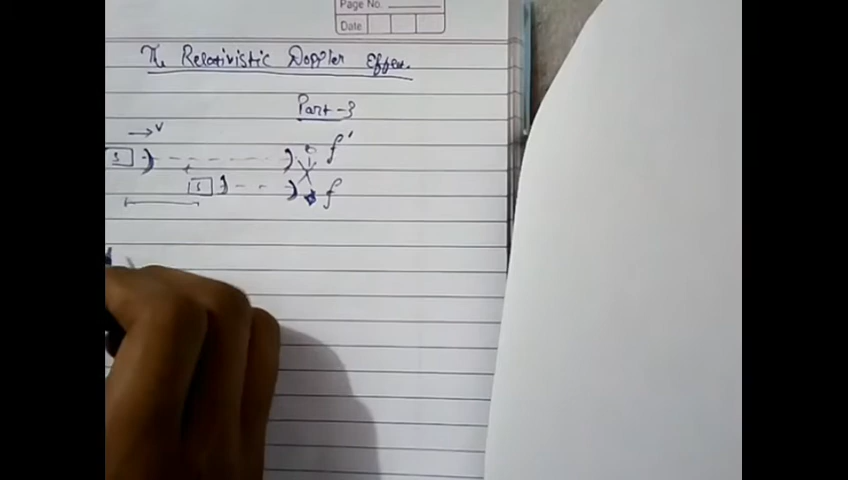 Page No.
Date
The Relativistic Doppler Effect.
Part-3
→ v
S f'
S f